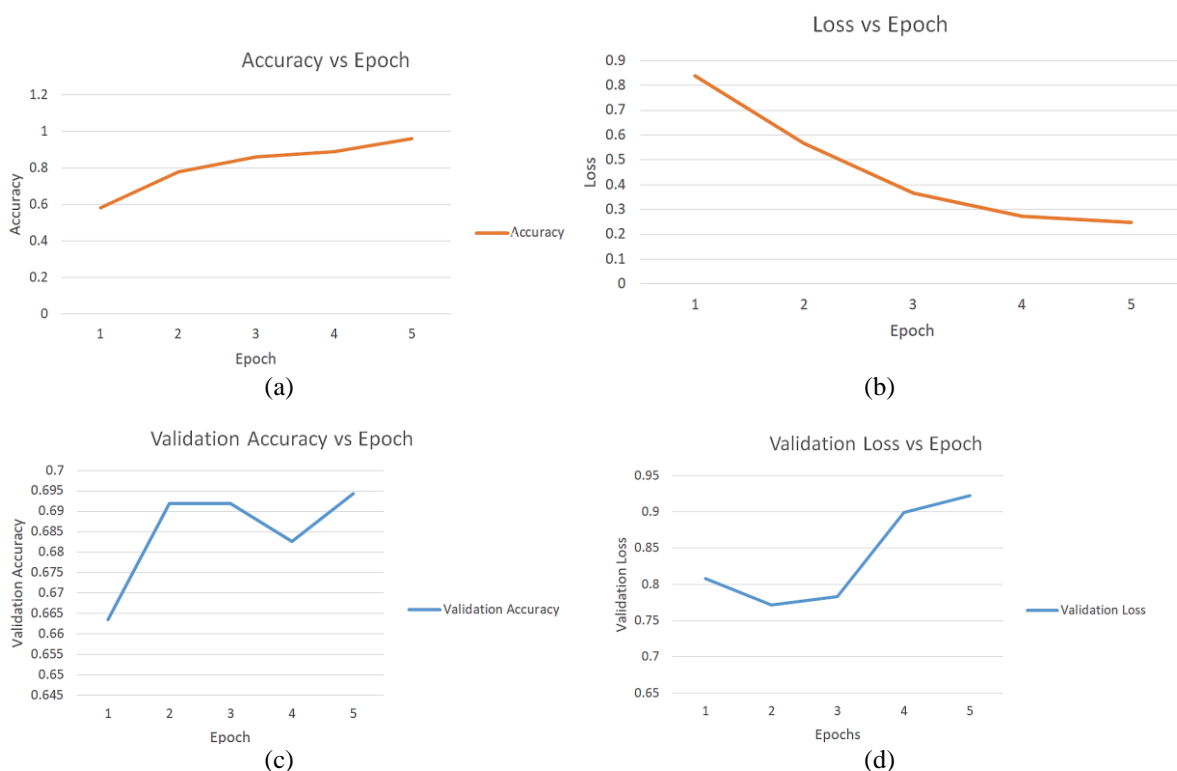 Accuracy vs Epoch
1.2
1
0.8
0.6
0.4
0.2
0
Accuracy
1 2 3 4 5
Epoch
Accuracy
(a)
Loss vs Epoch
0.9
0.8
0.7
0.6
0.5
0.4
0.3
0.2
0.1
0
Loss
1 2 3 4 5
Epoch
(b)
Validation Accuracy vs Epoch
0.7
0.695
0.69
0.685
0.68
0.675
0.67
0.665
0.66
0.655
0.65
0.645
Validation Accuracy
1 2 3 4 5
Epoch
Validation Accuracy
(c)
Validation Loss vs Epoch
0.95
0.9
0.85
0.8
0.75
0.7
0.65
Validation Loss
1 2 3 4 5
Epochs
Validation Loss
(d)